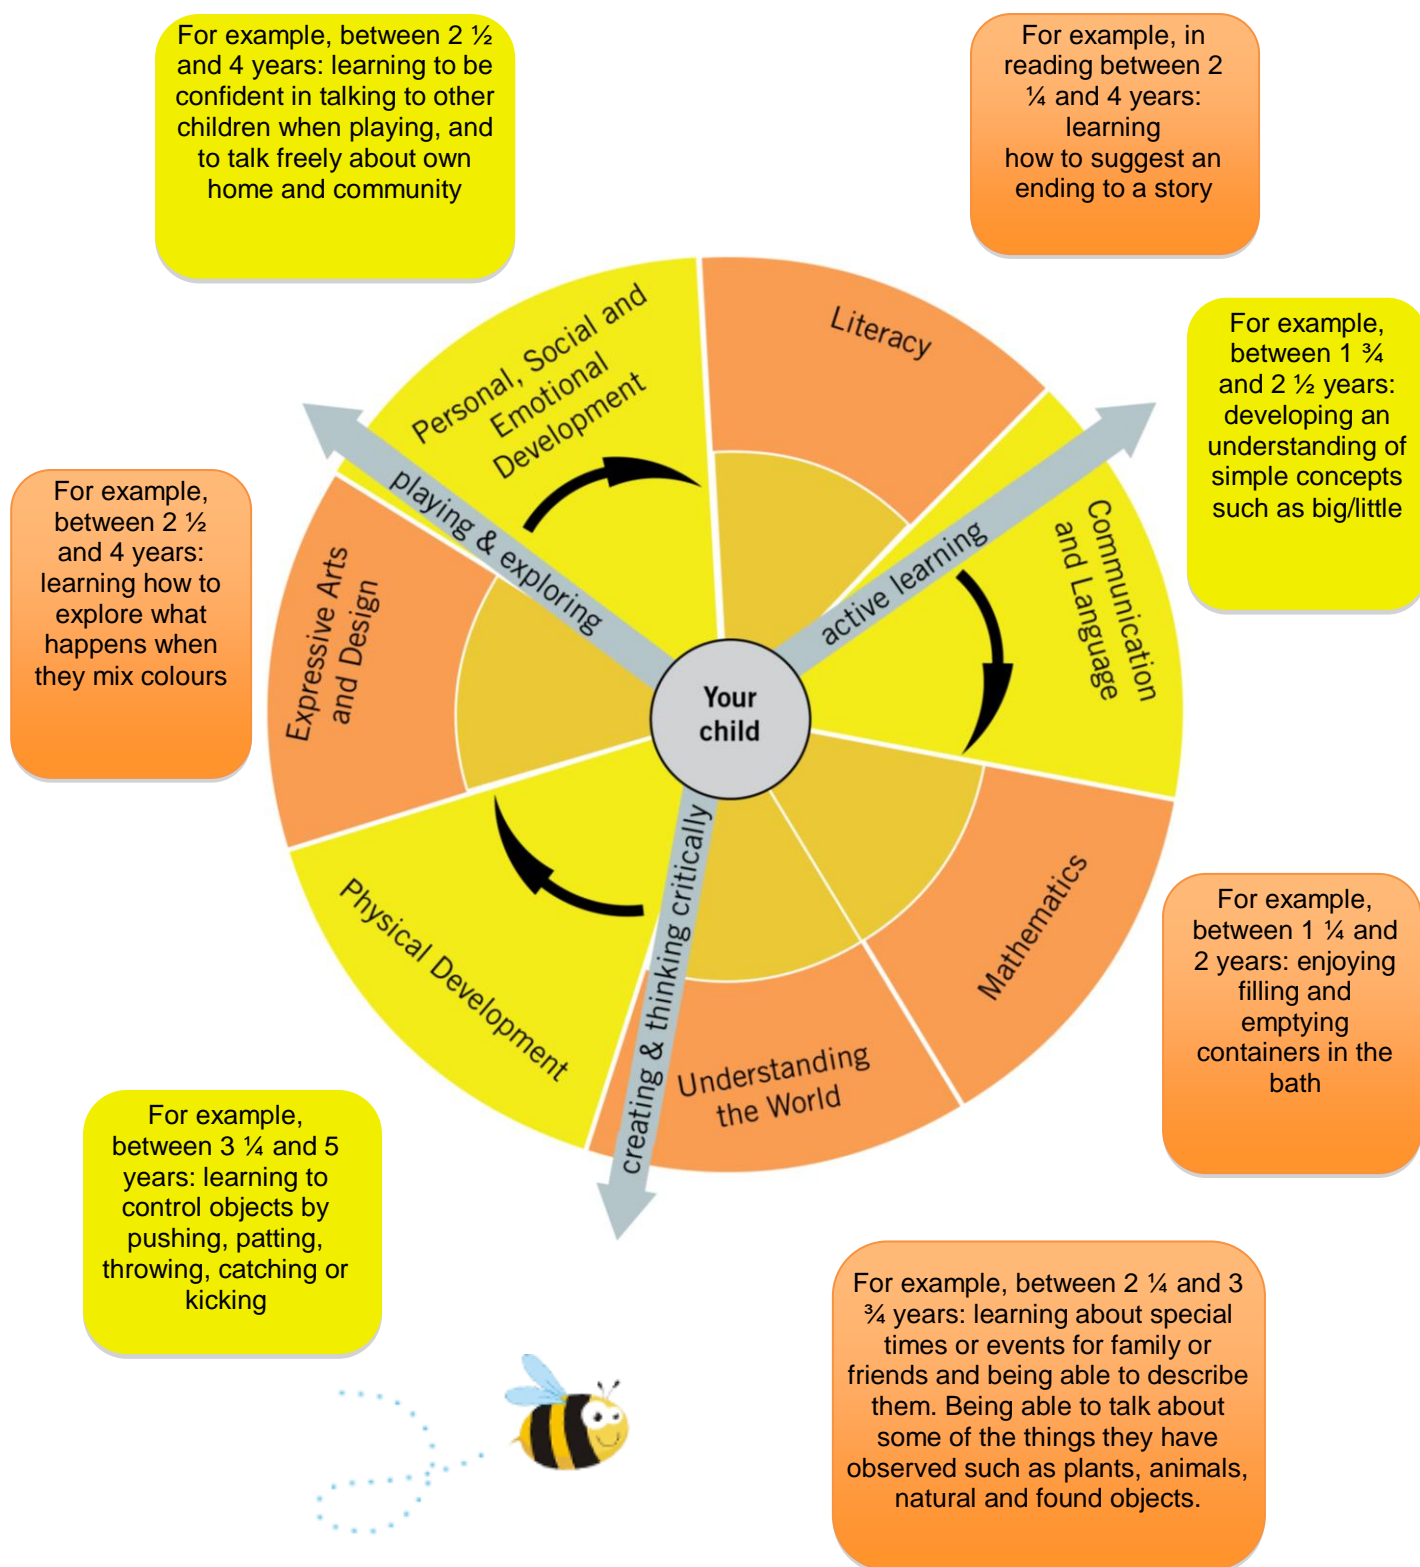 For example, between 2 ½
and 4 years: learning to be
confident in talking to other
children when playing, and
to talk freely about own
home and community
For example, in
reading between 2
¼ and 4 years:
learning
how to suggest an
ending to a story
For example,
between 1 ¾
and 2 ½ years:
developing an
understanding of
simple concepts
such as big/little
For example,
between 2 ½
and 4 years:
learning how to
explore what
happens when
they mix colours
Personal, Social and
Emotional
Development
Literacy
Communication
and Language
playing & exploring
active learning
Expressive Arts
and Design
Your
child
Physical Development
creating & thinking critically
Understanding
the World
Mathematics
For example,
between 1 ¼ and
2 years: enjoying
filling and
emptying
containers in the
bath
For example,
between 3 ¼ and 5
years: learning to
control objects by
pushing, patting,
throwing, catching or
kicking
For example, between 2 ¼ and 3
¾ years: learning about special
times or events for family or
friends and being able to describe
them. Being able to talk about
some of the things they have
observed such as plants, animals,
natural and found objects.